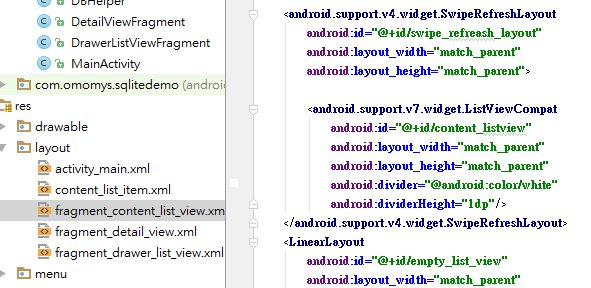 DBHelper
DetailViewFragment
DrawerListViewFragment
MainActivity
com.omomys.sqlitedemo (androi
res
drawable
layout
activity_main.xml
content_list_item.xml
fragment_content_list_view.xm
fragment_detail_view.xml
fragment_drawer_list_view.xml
menu
<android.support.v4.widget.SwipeRefreshLayout
android:id="@+id/swipe_refreash_layout"
android:layout_width="match_parent"
android:layout_height="match_parent">
<android.support.v7.widget.ListViewCompat
android:id="@+id/content_listview"
android:layout_width="match_parent"
android:layout_height="match_parent"
android:divider="@android:color/white"
android:dividerHeight="1dp"/>
</android.support.v4.widget.SwipeRefreshLayout>
<LinearLayout
android:id="@+id/empty_list_view"
android:layout_width="match_parent"